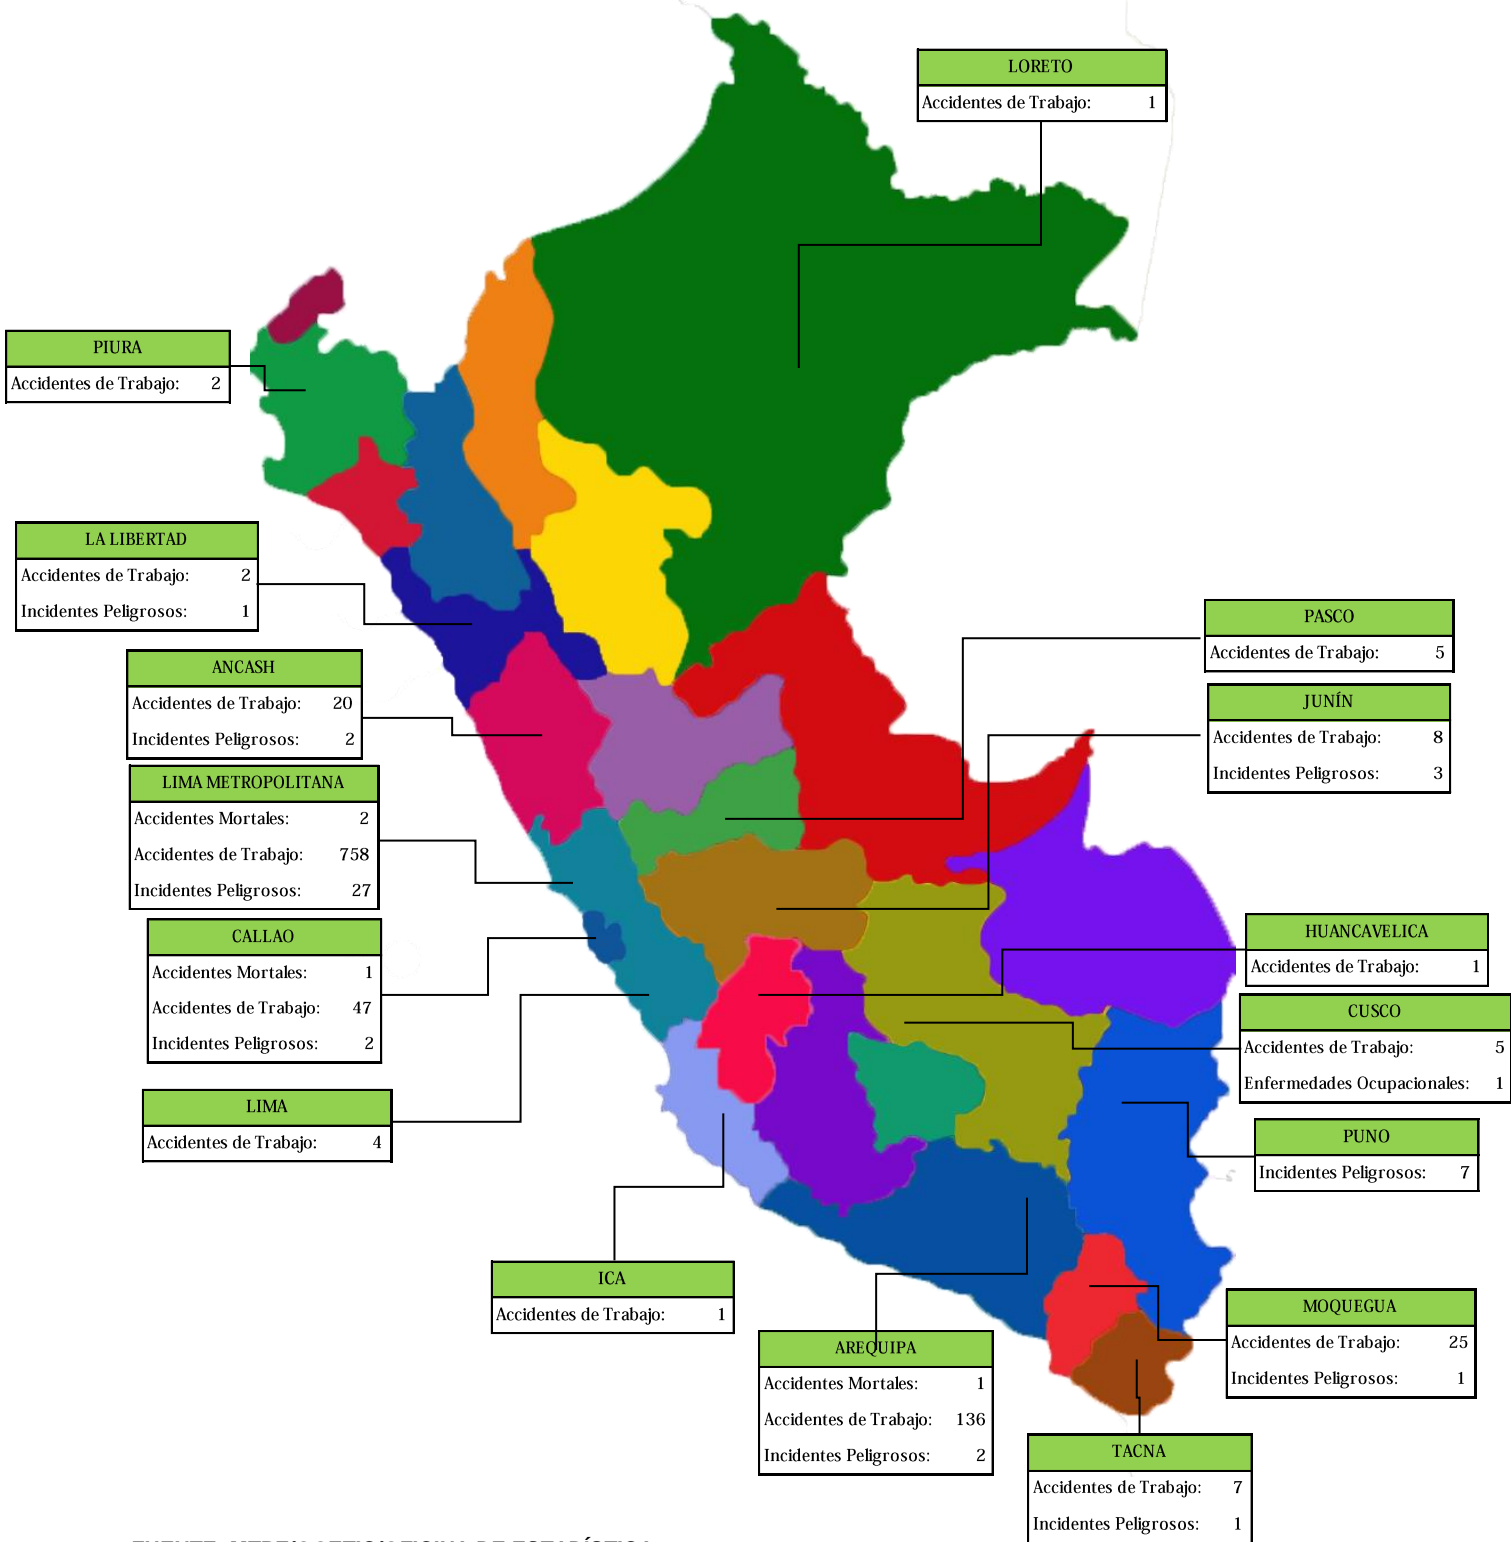 LORETO
Accidentes de Trabajo: 1
PIURA
Accidentes de Trabajo: 2
LA LIBERTAD
Accidentes de Trabajo: 2
Incidentes Peligrosos: 1
ANCASH
Accidentes de Trabajo: 20
Incidentes Peligrosos: 2
LIMA METROPOLITANA
Accidentes Mortales: 2
Accidentes de Trabajo: 758
Incidentes Peligrosos: 27
CALLAO
Accidentes Mortales: 1
Accidentes de Trabajo: 47
Incidentes Peligrosos: 2
LIMA
Accidentes de Trabajo: 4
ICA
Accidentes de Trabajo: 1
AREQUIPA
Accidentes Mortales: 1
Accidentes de Trabajo: 136
Incidentes Peligrosos: 2
PASCO
Accidentes de Trabajo: 5
JUNÍN
Accidentes de Trabajo: 8
Incidentes Peligrosos: 3
HUANCAVELICA
Accidentes de Trabajo: 1
CUSCO
Accidentes de Trabajo: 5
Enfermedades Ocupacionales: 1
PUNO
Incidentes Peligrosos: 7
MOQUEGUA
Accidentes de Trabajo: 25
Incidentes Peligrosos: 1
TACNA
Accidentes de Trabajo: 7
Incidentes Peligrosos: 1